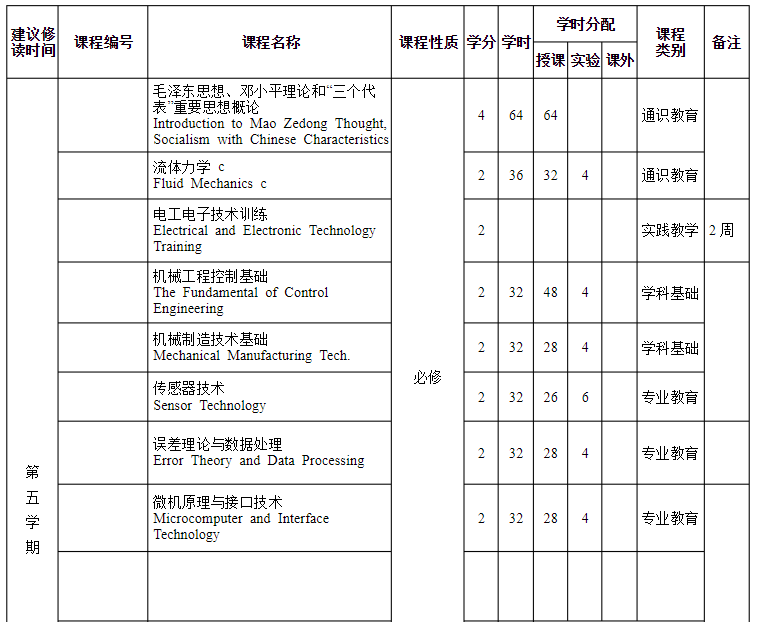 建议修
读时间
课程编号
课程名称
课程性质
学分
学时
学时分配
授课
实验
课外
课程
类别
备注
第
五
学
期
必修
毛泽东思想、邓小平理论和“三个代
表”重要思想概论
Introduction to Mao Zedong Thought,
Socialism with Chinese Characteristics
4
64
64
通识教育
流体力学 c
Fluid Mechanics c
2
36
32
4
通识教育
电工电子技术训练
Electrical and Electronic Technology
Training
2
实践教学
2 周
机械工程控制基础
The Fundamental of Control
Engineering
2
32
48
4
学科基础
机械制造技术基础
Mechanical Manufacturing Tech.
2
32
28
4
学科基础
传感器技术
Sensor Technology
2
32
26
6
专业教育
误差理论与数据处理
Error Theory and Data Processing
2
32
28
4
专业教育
微机原理与接口技术
Microcomputer and Interface
Technology
2
32
28
4
专业教育